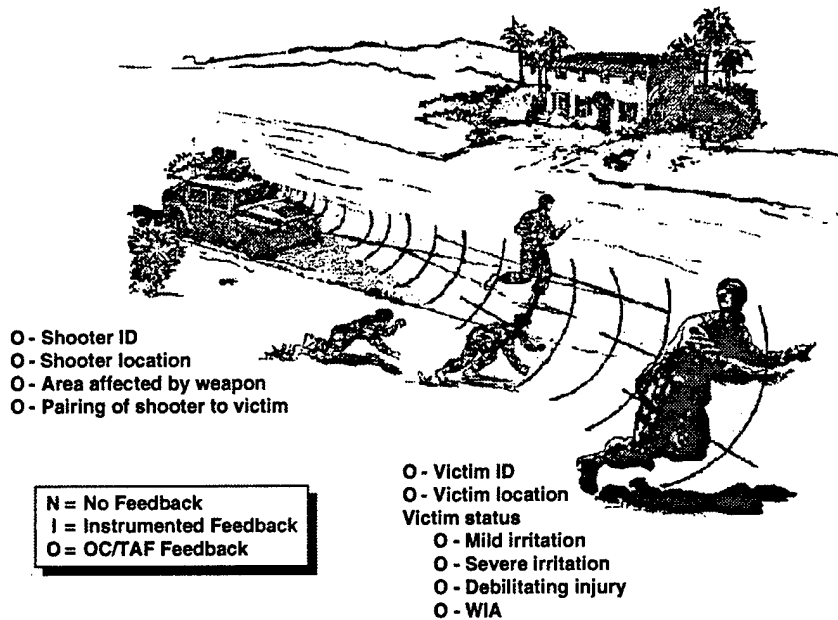 O - Shooter ID
O - Shooter location
O - Area affected by weapon
O - Pairing of shooter to victim
N = No Feedback
I = Instrumented Feedback
O = OC/TAF Feedback
O - Victim ID
O - Victim location
Victim status
O - Mild irritation
O - Severe irritation
O - Debilitating injury
O - WIA